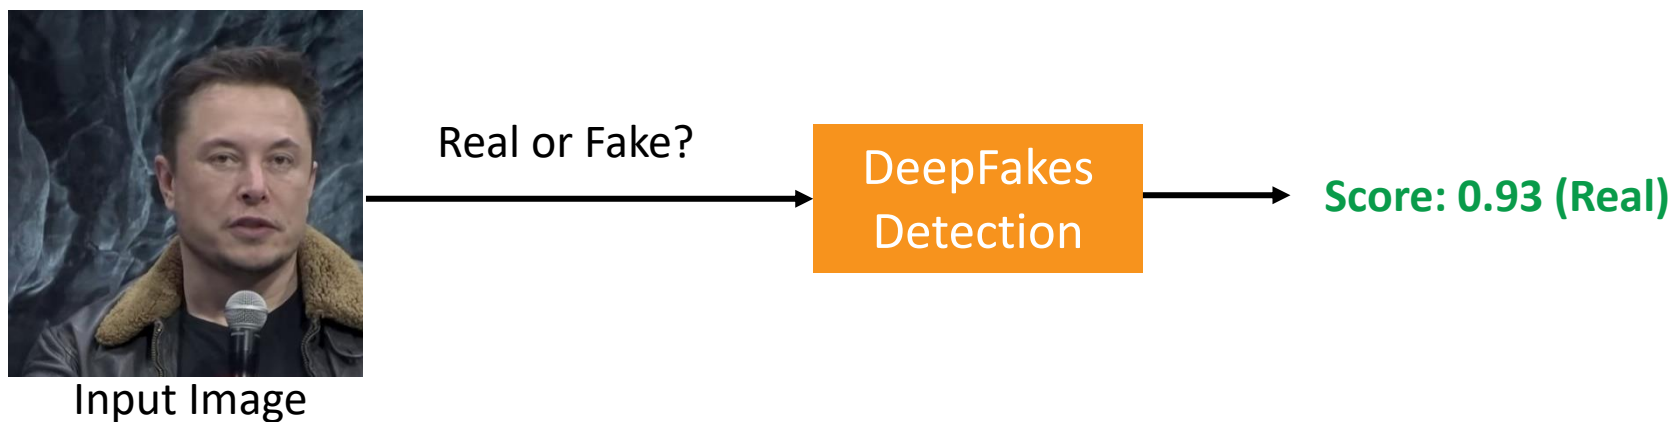 Real or Fake?
DeepFakes
Detection
Score: 0.93 (Real)
Input Image